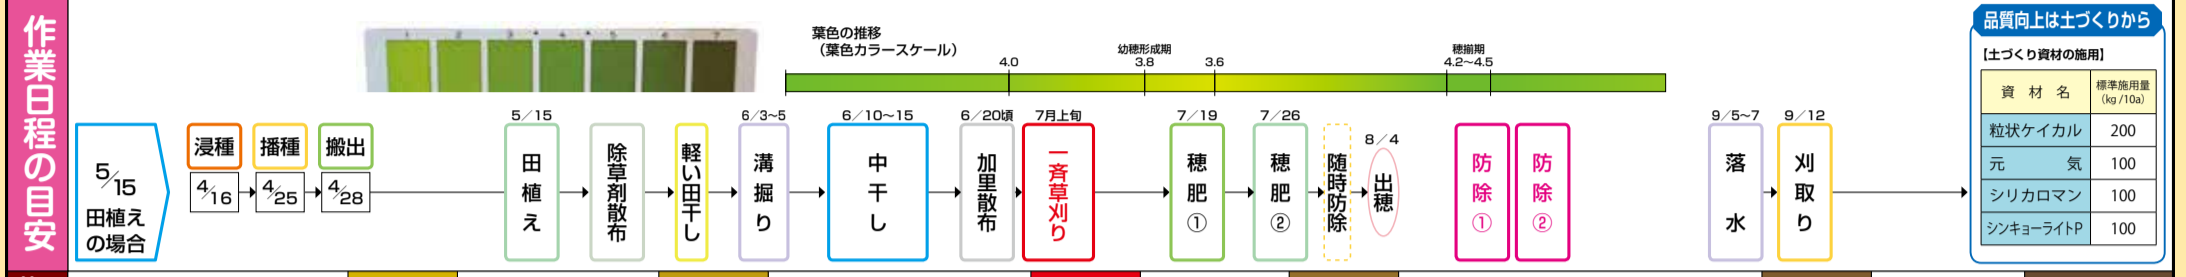 作業日程の目安
5/15
田植え
の場合
浸種
4/16
播種
4/25
搬出
4/28
1 2 3 4 5 6 7
葉色の推移
（葉色カラースケール）
4.0
幼穂形成期
3.8
3.6
穂揃期
4.2〜4.5
5／15
田植え
除草剤散布
軽い田干し
6/3〜5
溝掘り
6／10〜15
中干し
6／20頃
加里散布
7月上旬
一斉草刈り
7／19
穂肥①
7／26
穂肥②
随時防除
8／4
出穂
防除①
防除②
9／5〜7
落水
9／12
刈取り
品質向上は土づくりから
【土づくり資材の施用】
資材名 標準施用量
（kg/10a）
粒状ケイカル 200
元気 100
シリカロマン 100
シンキョーライトP 100